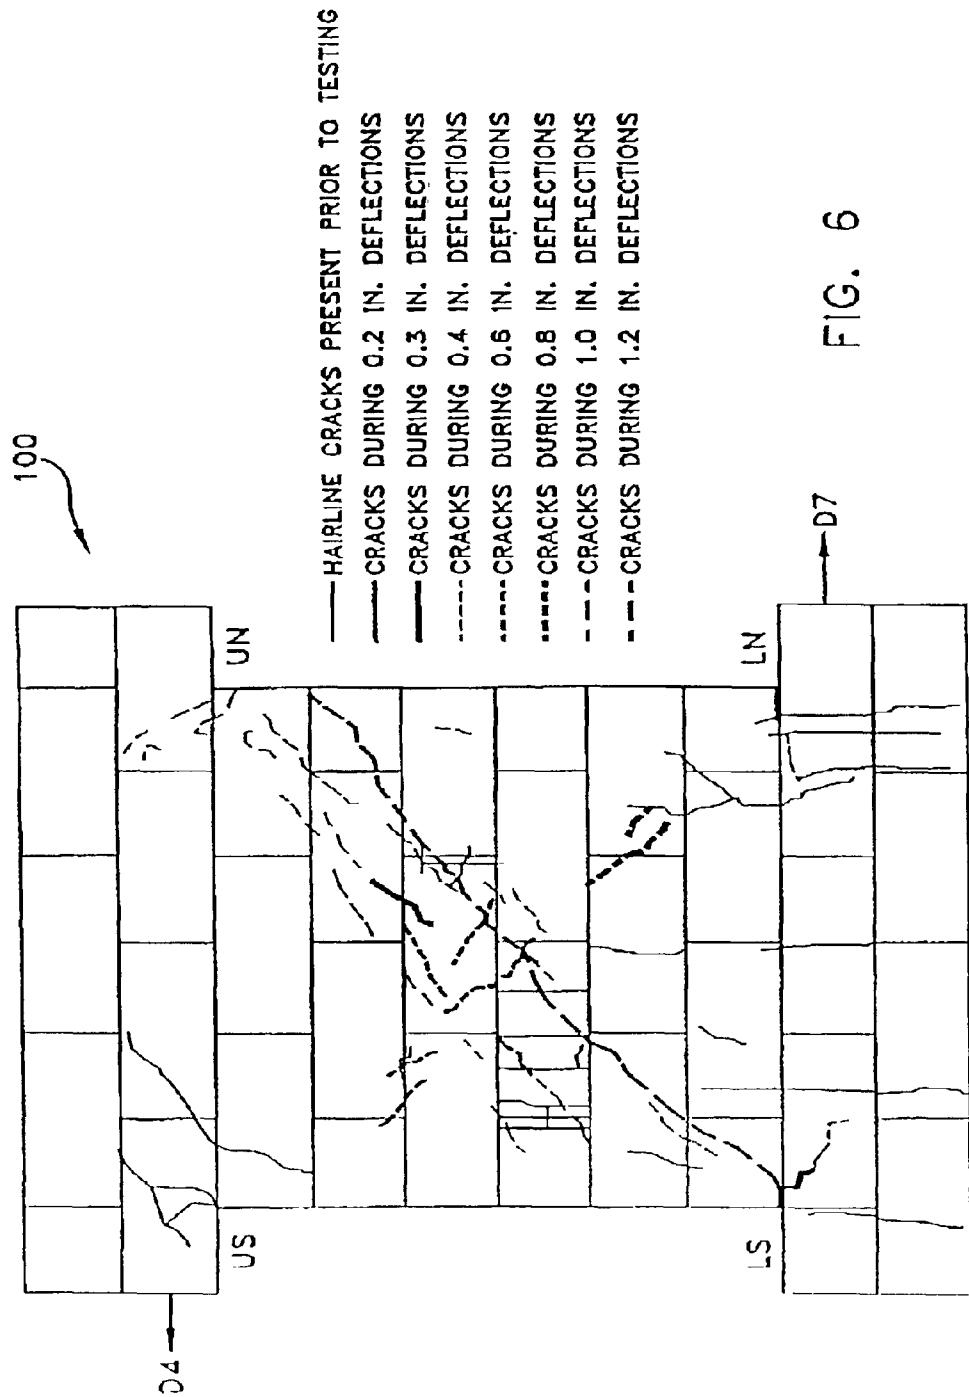 100
HAIRLINE CRACKS PRESENT PRIOR TO TESTING
CRACKS DURING 0.2 IN. DEFLECTIONS
CRACKS DURING 0.3 IN. DEFLECTIONS
CRACKS DURING 0.4 IN. DEFLECTIONS
CRACKS DURING 0.6 IN. DEFLECTIONS
CRACKS DURING 0.8 IN. DEFLECTIONS
CRACKS DURING 1.0 IN. DEFLECTIONS
CRACKS DURING 1.2 IN. DEFLECTIONS
UN
US
LN
LS
D4
D7
FIG. 6